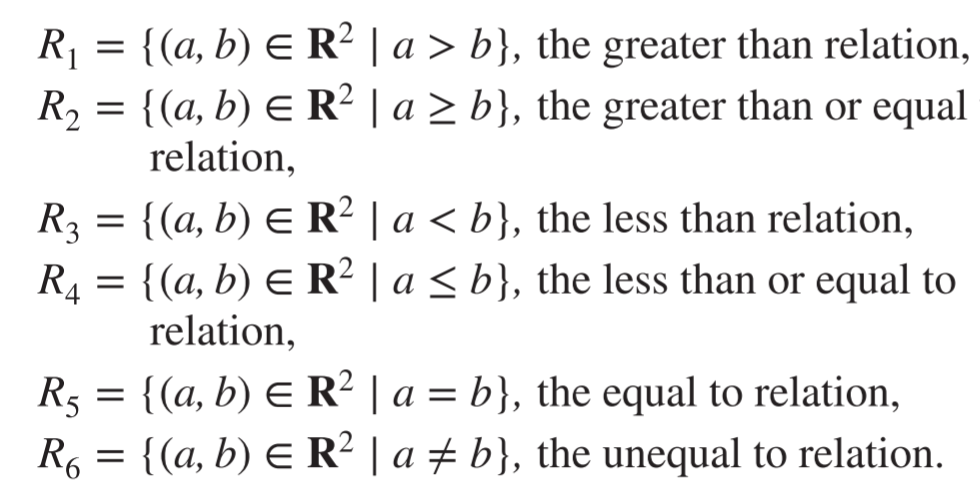 R₁ = {(a, b) ∈ R² | a > b}, the greater than relation,
R₂ = {(a, b) ∈ R² | a ≥ b}, the greater than or equal
relation,
R₃ = {(a, b) ∈ R² | a < b}, the less than relation,
R₄ = {(a, b) ∈ R² | a ≤ b}, the less than or equal to
relation,
R₅ = {(a, b) ∈ R² | a = b}, the equal to relation,
R₆ = {(a, b) ∈ R² | a ≠ b}, the unequal to relation.